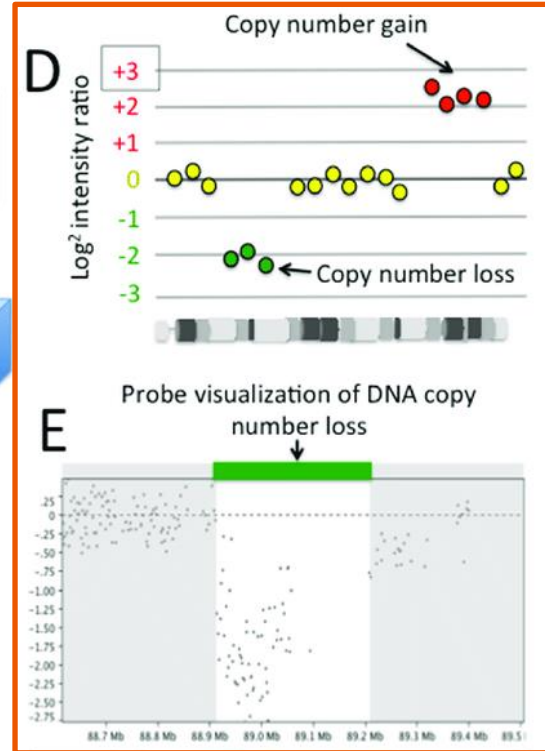 D
Copy number gain
Log² intensity ratio
+3
+2
+1
0
-1
-2
-3
Copy number loss
E
Probe visualization of DNA copy
number loss
.25
0
-.25
-.50
-.75
-1.00
-1.25
-1.50
-1.75
-2.00
-2.25
-2.50
-2.75
88.7 Mb 88.8 Mb 88.9 Mb 89.0 Mb 89.1 Mb 89.2 Mb 89.3 Mb 89.4 Mb 89.5